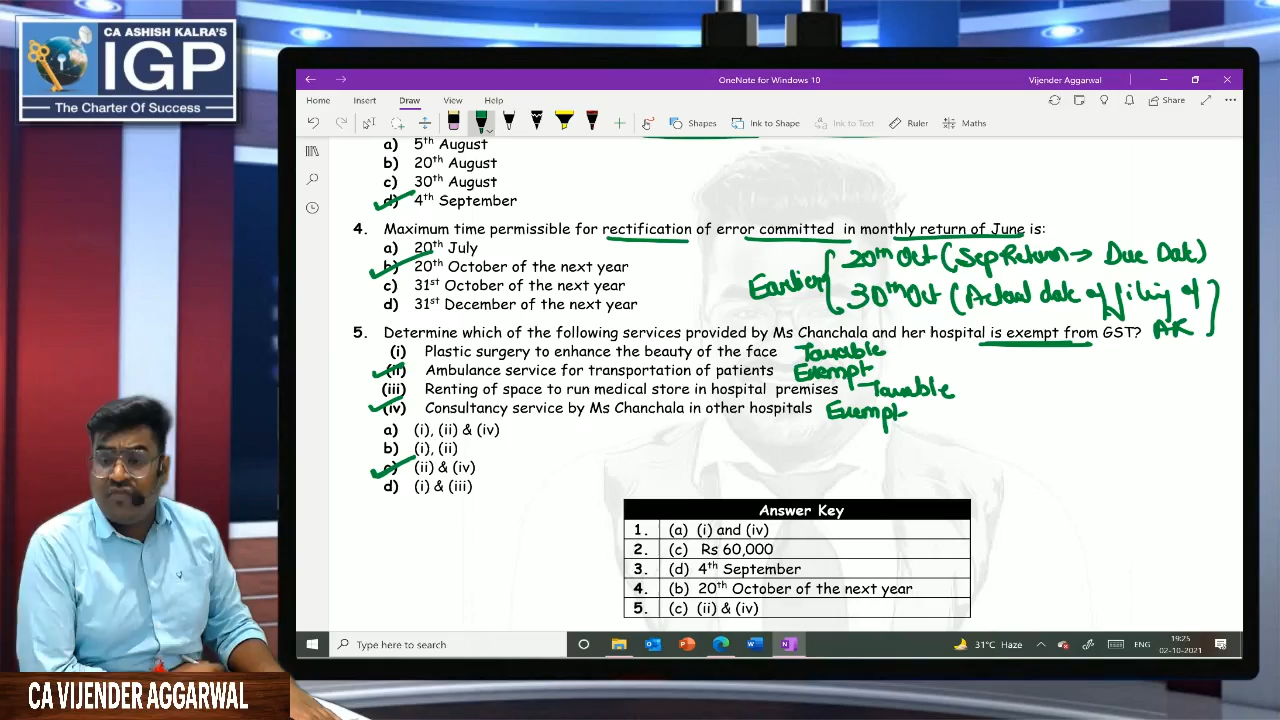 CA ASHISH KALRA'S
IGP
The Charter Of Success
OneNote for Windows 10
Vijender Aggarwal
Home Insert Draw View Help
Share
Shapes Ink to Shape Ink to Text Ruler Maths
a) 5th August
b) 20th August
c) 30th August
d) 4th September
4. Maximum time permissible for rectification of error committed in monthly return of June is:
a) 20th July
b) 20th October of the next year
c) 31st October of the next year
d) 31st December of the next year
Earlier
20th Oct (Sep Return → Due Date)
30th Oct (Actual date of filing of
AR
5. Determine which of the following services provided by Ms Chanchala and her hospital is exempt from GST?
(i) Plastic surgery to enhance the beauty of the face Taxable
(ii) Ambulance service for transportation of patients Exempt
(iii) Renting of space to run medical store in hospital premises Taxable
(iv) Consultancy service by Ms Chanchala in other hospitals Exempt
a) (i), (ii) & (iv)
b) (i), (ii)
c) (ii) & (iv)
d) (i) & (iii)
Answer Key
1. (a) (i) and (iv)
2. (c) Rs 60,000
3. (d) 4th September
4. (b) 20th October of the next year
5. (c) (ii) & (iv)
Type here to search
31°C Haze
ENG
19:25
02-10-2021
CA VIJENDER AGGARWAL